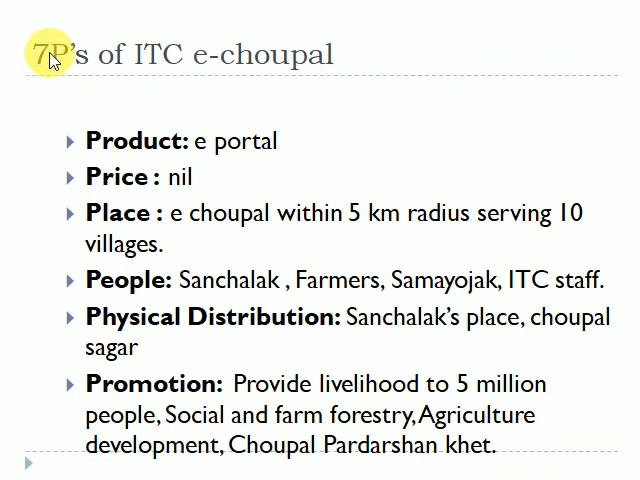 7P's of ITC e-choupal
Product: e portal
Price : nil
Place : e choupal within 5 km radius serving 10
villages.
People: Sanchalak , Farmers, Samayojak, ITC staff.
Physical Distribution: Sanchalak's place, choupal
sagar
Promotion: Provide livelihood to 5 million
people, Social and farm forestry, Agriculture
development, Choupal Pardarshan khet.